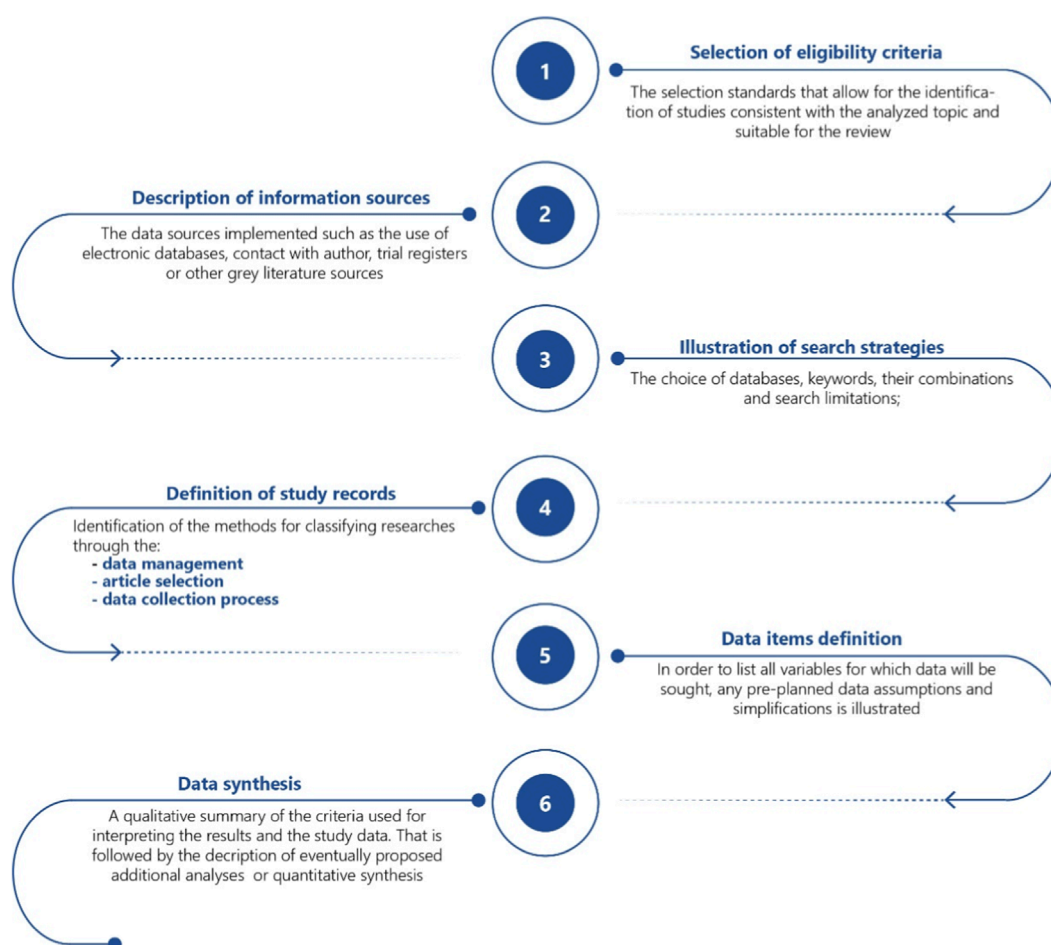 1
Selection of eligibility criteria
The selection standards that allow for the identifica-
tion of studies consistent with the analyzed topic and
suitable for the review
2
Description of information sources
The data sources implemented such as the use of
electronic databases, contact with author, trial registers
or other grey literature sources
3
Illustration of search strategies
The choice of databases, keywords, their combinations
and search limitations;
4
Definition of study records
Identification of the methods for classifying researches
through the:
- data management
- article selection
- data collection process
5
Data items definition
In order to list all variables for which data will be
sought, any pre-planned data assumptions and
simplifications is illustrated
6
Data synthesis
A qualitative summary of the criteria used for
interpreting the results and the study data. That is
followed by the decription of eventually proposed
additional analyses or quantitative synthesis